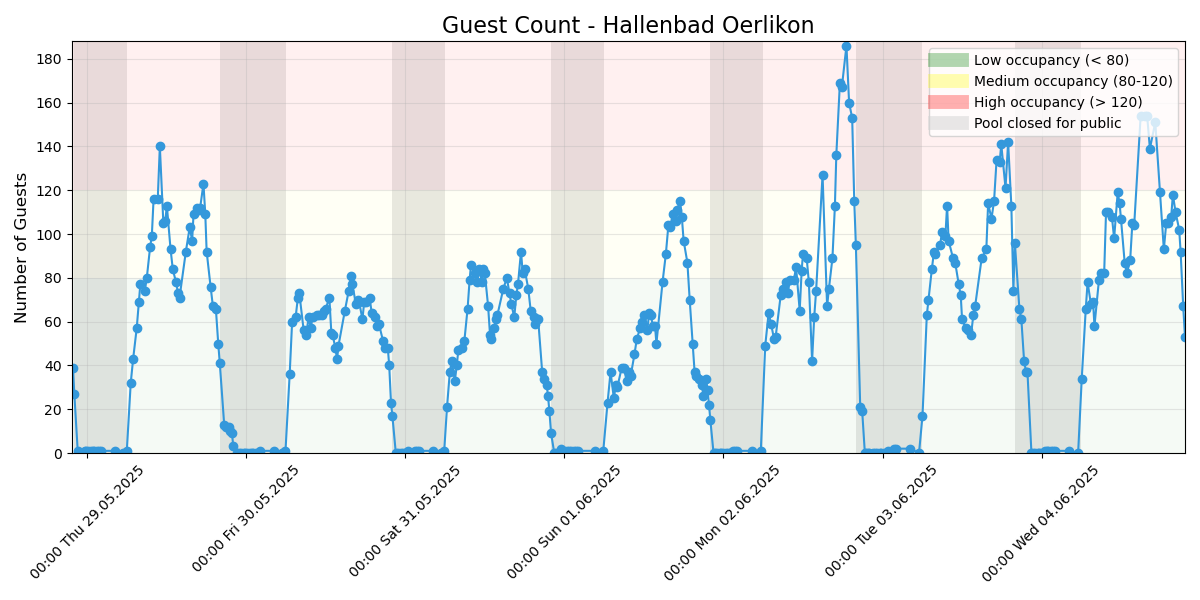 Guest Count - Hallenbad Oerlikon
Number of Guests
180
160
140
120
100
80
60
40
20
0
Low occupancy (< 80)
Medium occupancy (80-120)
High occupancy (> 120)
Pool closed for public
00:00 Thu 29.05.2025
00:00 Fri 30.05.2025
00:00 Sat 31.05.2025
00:00 Sun 01.06.2025
00:00 Mon 02.06.2025
00:00 Tue 03.06.2025
00:00 Wed 04.06.2025